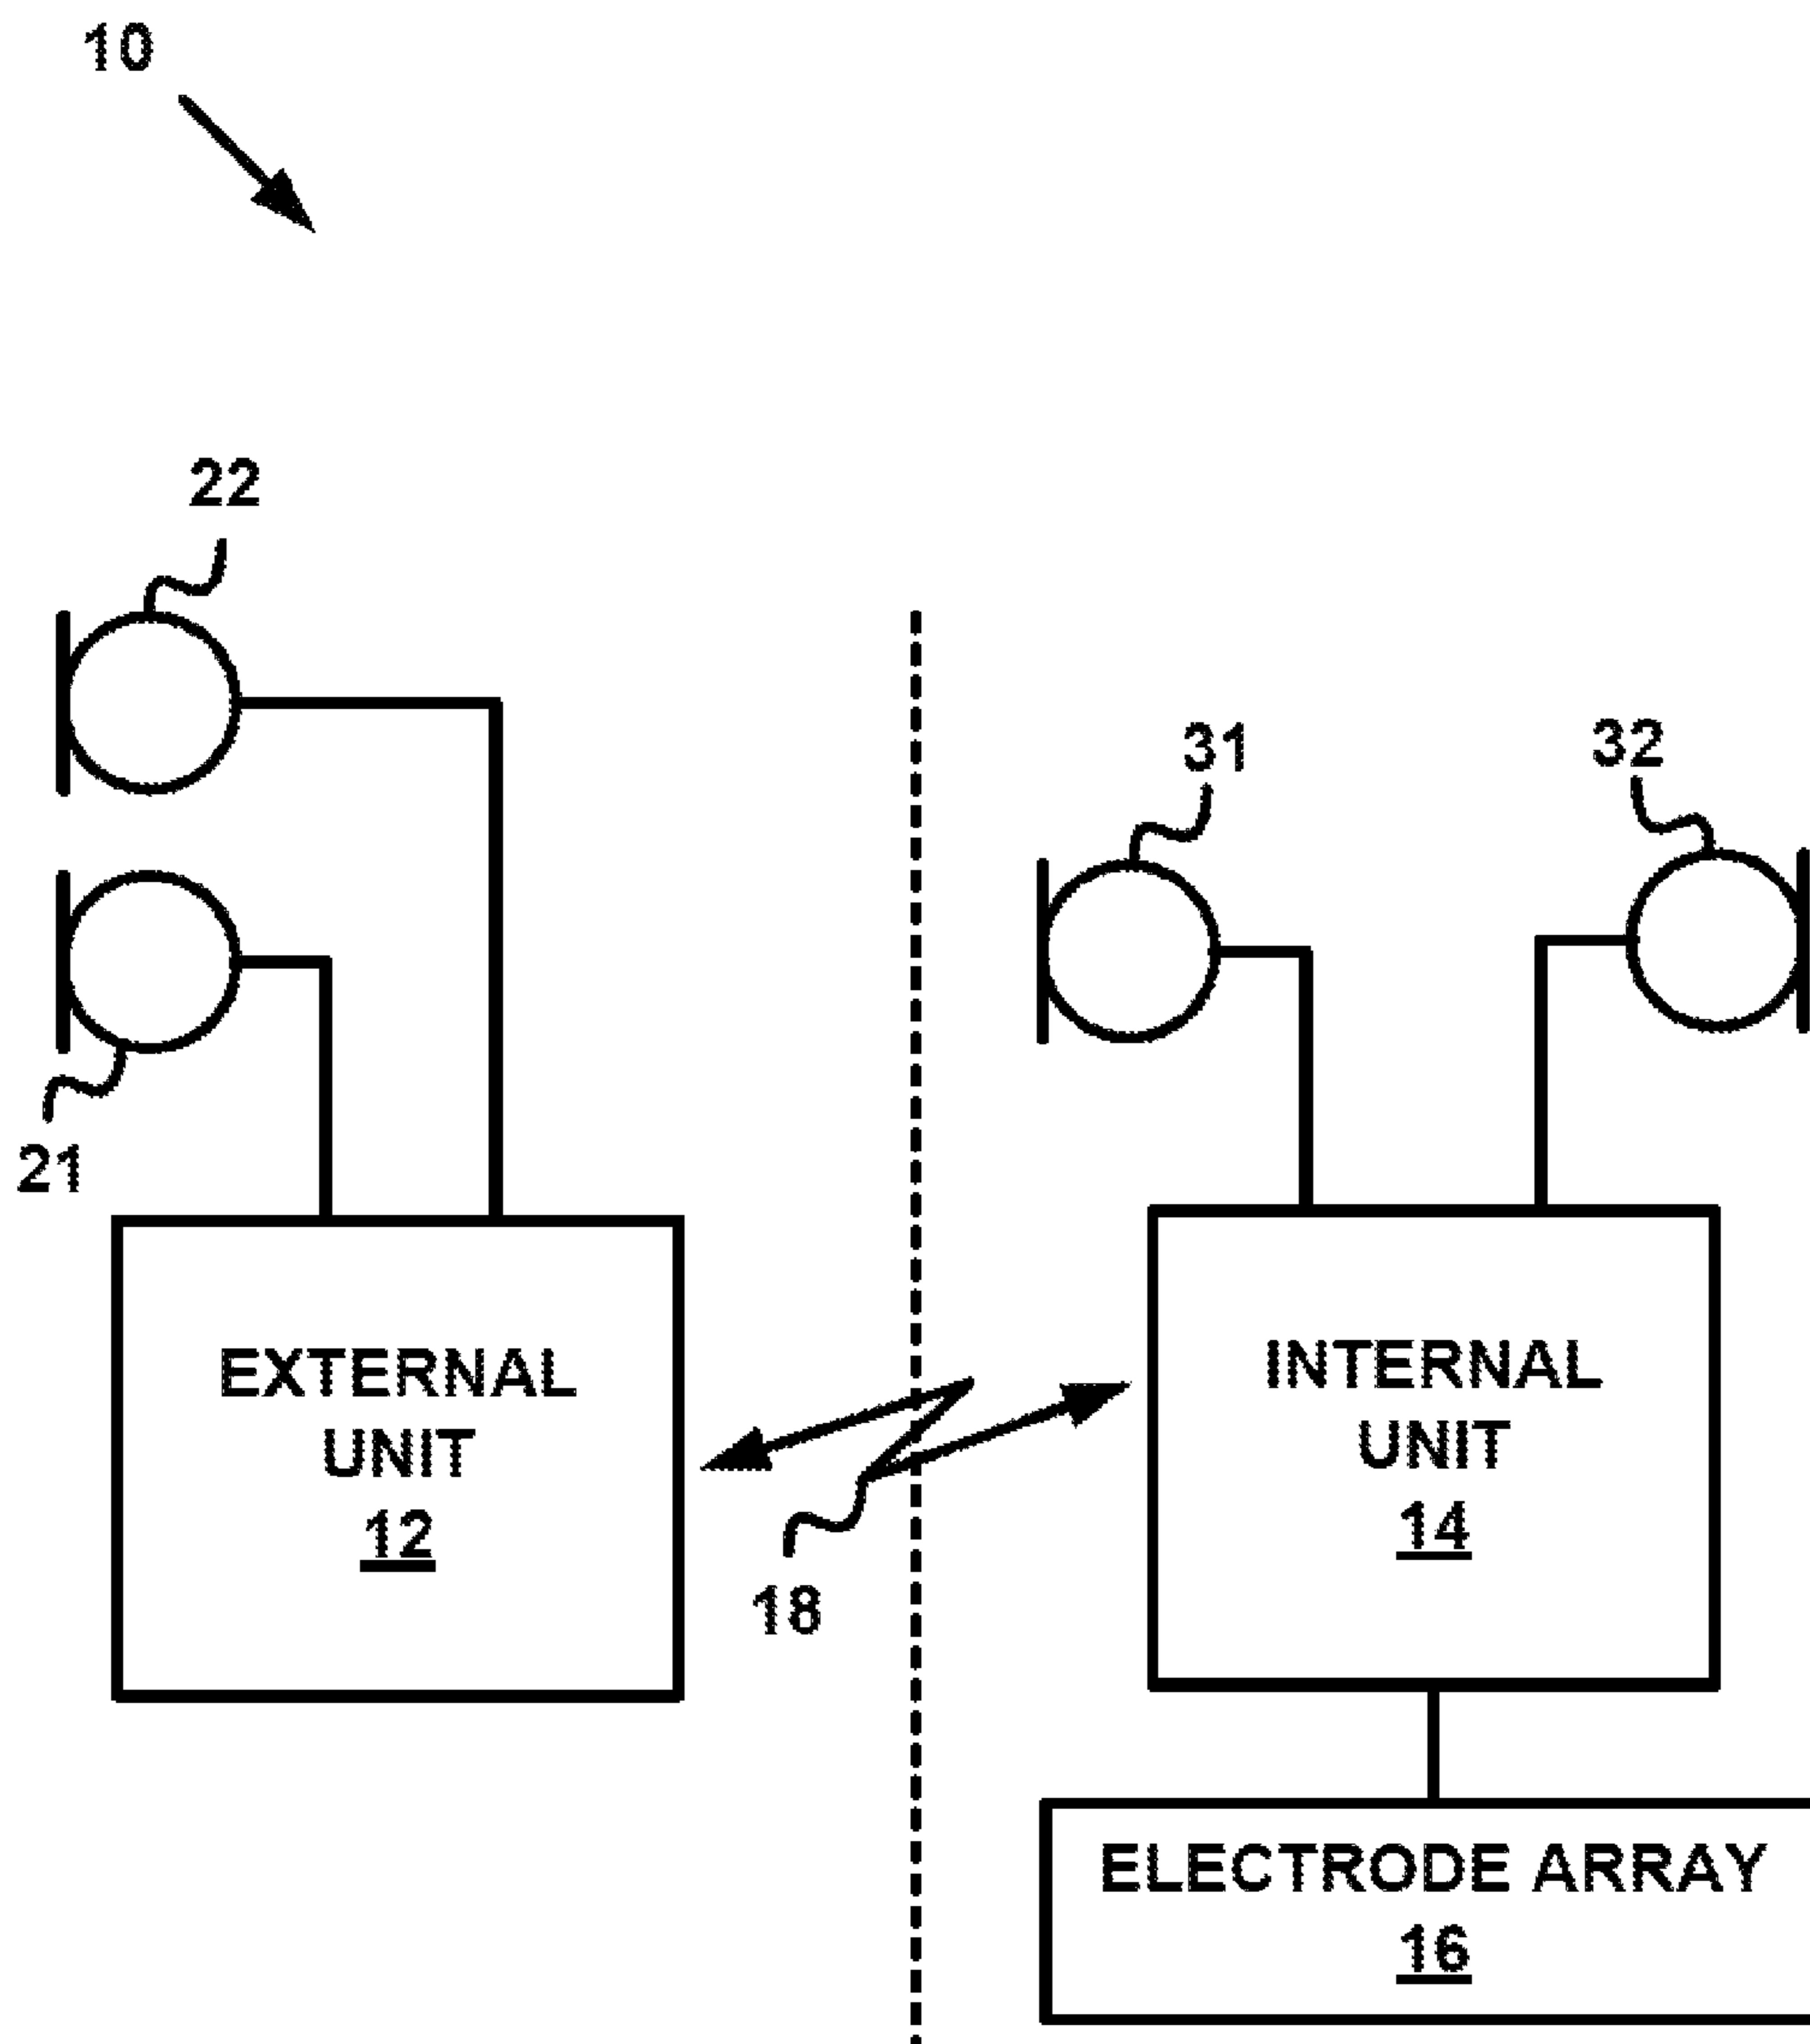 10
22
31
32
21
EXTERNAL
UNIT
12
INTERNAL
UNIT
14
18
ELECTRODE ARRAY
16